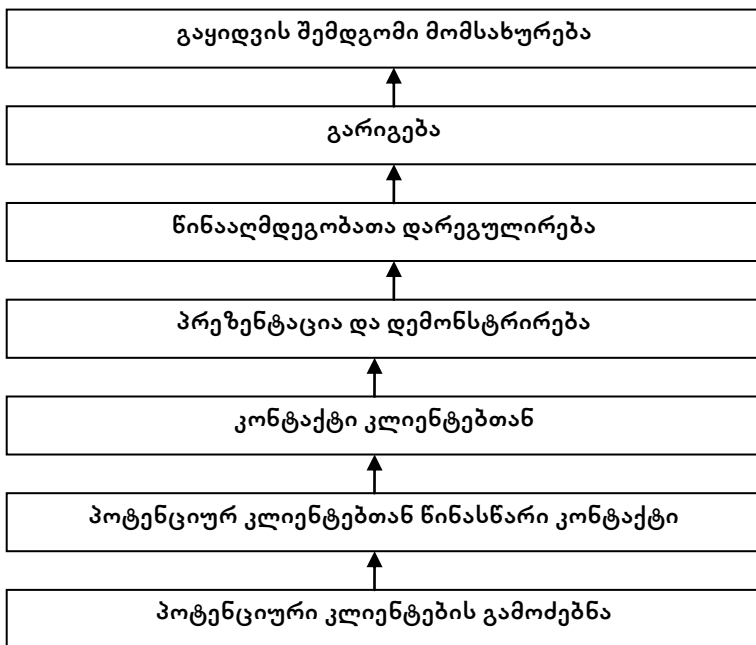 გაყიდვის შემდგომი მომსახურება
გარიგება
წინააღმდეგობათა დარეგულირება
პრეზენტაცია და დემონსტრირება
კონტაქტი კლიენტებთან
პოტენციურ კლიენტებთან წინასწარი კონტაქტი
პოტენციური კლიენტების გამოძებნა